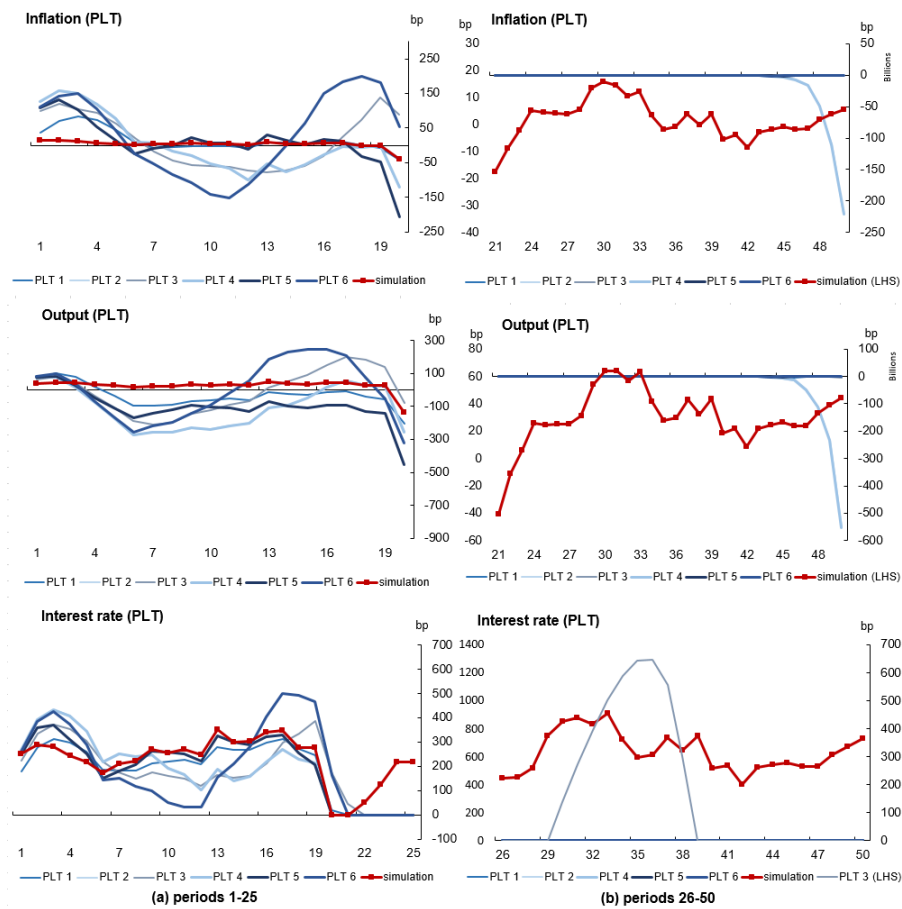 Inflation (PLT)
bp
250
150
50
-50
-150
-250
1 4 7 10 13 16 19
PLT 1 PLT 2 PLT 3 PLT 4 PLT 5 PLT 6 simulation
Inflation (PLT)
bp bp
30 50
20 0
10 -50
0 -100
-10
-20 -150
-30 -200
-40 -250
Billions
21 24 27 30 33 36 39 42 45 48
PLT 1 PLT 2 PLT 3 PLT 4 PLT 5 PLT 6 simulation (LHS)
Output (PLT)
bp
300
100
-100
-300
-500
-700
-900
1 4 7 10 13 16 19
PLT 1 PLT 2 PLT 3 PLT 4 PLT 5 PLT 6 simulation
Output (PLT)
bp bp
80 100
60 0
40 -100
20 -200
0 -300
-20 -400
-40 -500
-60 -600
Billions
21 24 27 30 33 36 39 42 45 48
PLT 1 PLT 2 PLT 3 PLT 4 PLT 5 PLT 6 simulation (LHS)
Interest rate (PLT)
bp
700
600
500
400
300
200
100
0
-100
1 4 7 10 13 16 19 22 25
PLT 1 PLT 2 PLT 3 PLT 4 PLT 5 PLT 6 simulation
(a) periods 1-25
Interest rate (PLT)
bp
1400 700
1200 600
1000 500
800 400
600 300
400 200
200 100
0 0
26 29 32 35 38 41 44 47 50
PLT 1 PLT 2 PLT 4 PLT 5 PLT 6 simulation PLT 3 (LHS)
(b) periods 26-50